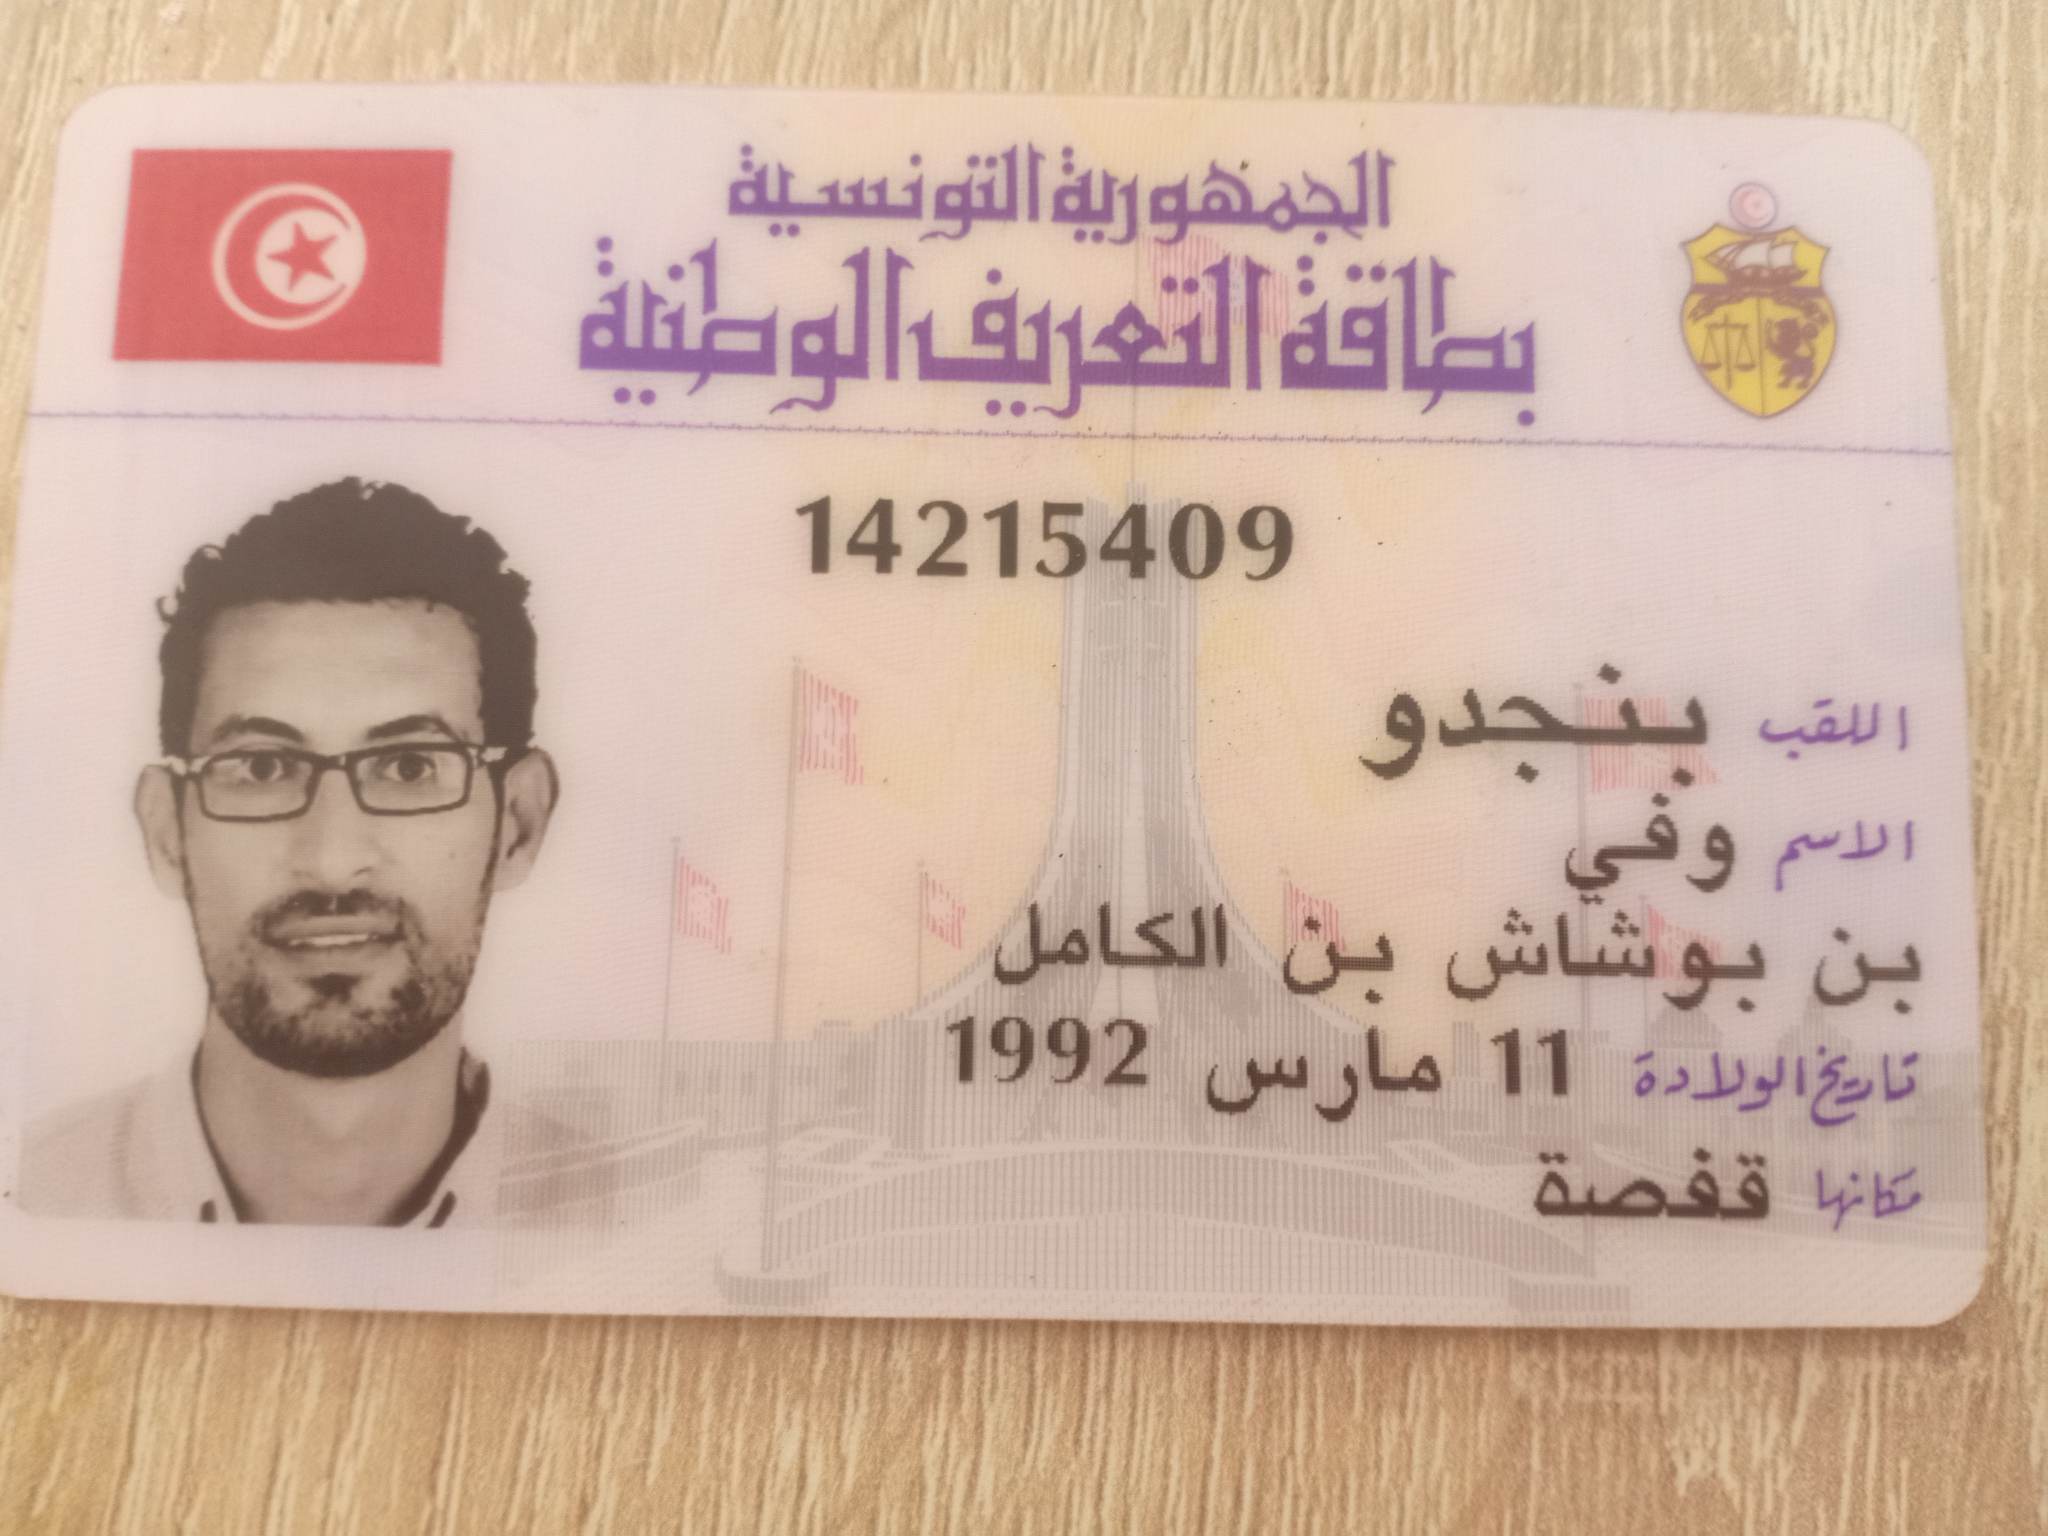 الجمهورية التونسية
بطاقة التعريف الوطنية
14215409
اللقب بنجدو
الاسم وفي
بن بوشاش بن الكامل
تاريخ الولادة 11 مارس 1992
مكانها قفصة